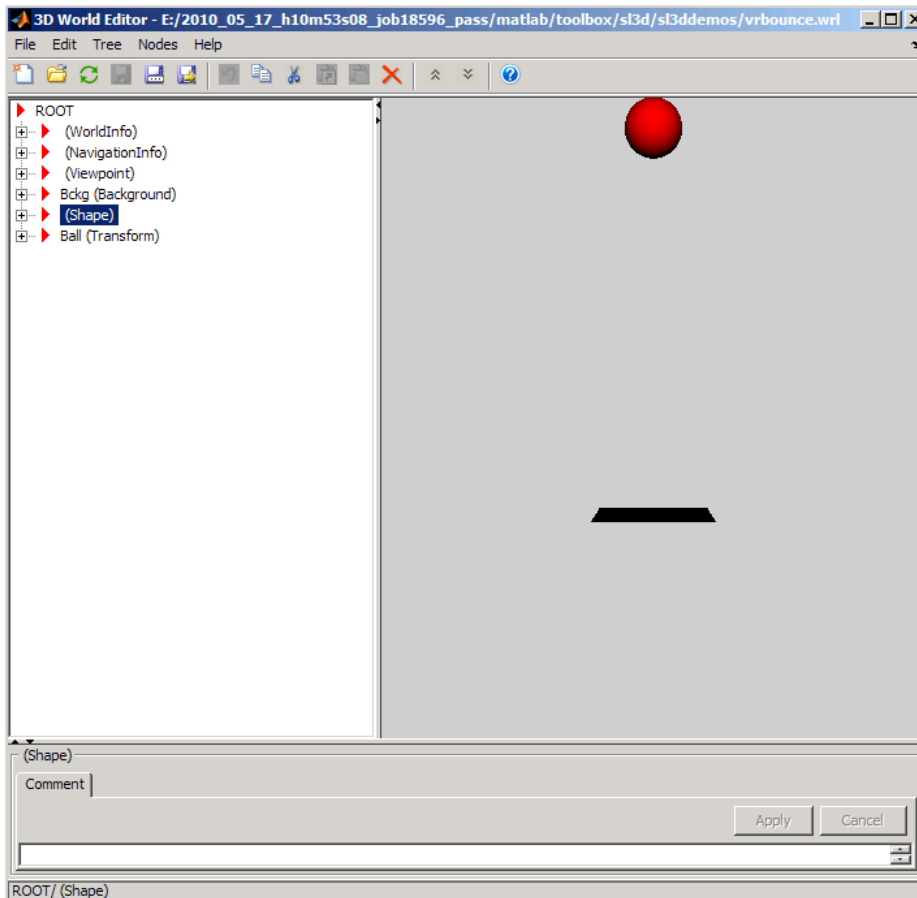 3D World Editor - E:/2010_05_17_h10m53s08_job18596_pass/matlab/toolbox/sl3d/sl3ddemos/vrbounce.wrl
File Edit Tree Nodes Help
ROOT
(WorldInfo)
(NavigationInfo)
(Viewpoint)
Bckg (Background)
(Shape)
Ball (Transform)
(Shape)
Comment
Apply Cancel
ROOT/ (Shape)